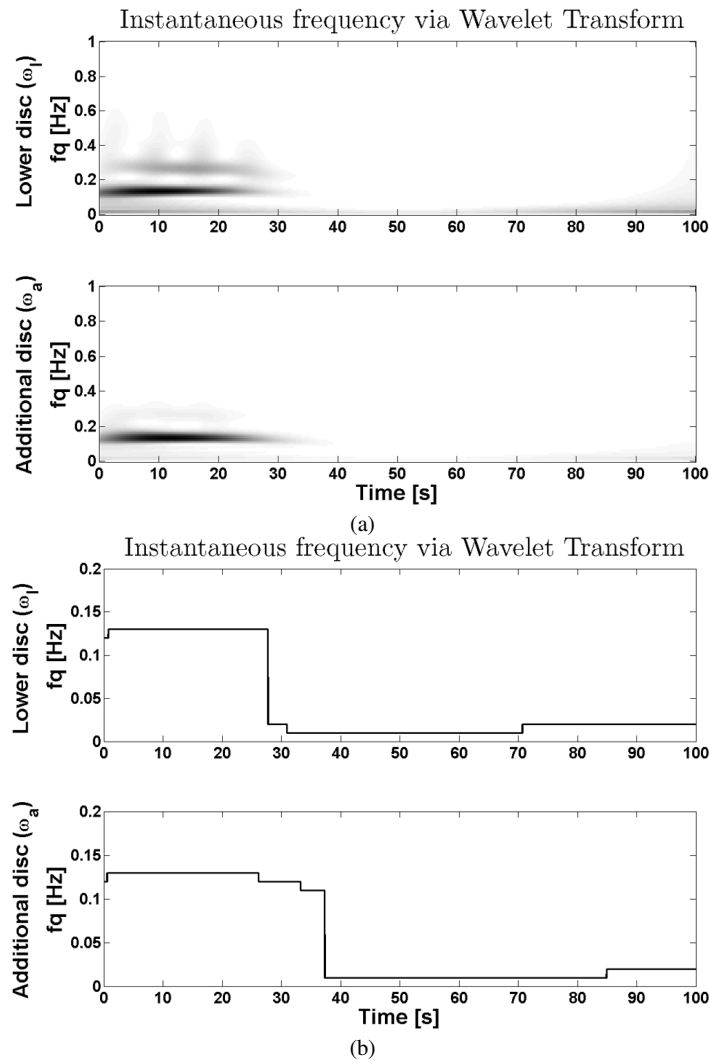 Instantaneous frequency via Wavelet Transform
Lower disc (ωl)
fq [Hz]
1
0.8
0.6
0.4
0.2
0
0 10 20 30 40 50 60 70 80 90 100
Additional disc (ωa)
fq [Hz]
1
0.8
0.6
0.4
0.2
0
0 10 20 30 40 50 60 70 80 90 100
Time [s]
(a)
Instantaneous frequency via Wavelet Transform
Lower disc (ωl)
fq [Hz]
0.2
0.15
0.1
0.05
0
0 10 20 30 40 50 60 70 80 90 100
Additional disc (ωa)
fq [Hz]
0.2
0.15
0.1
0.05
0
0 10 20 30 40 50 60 70 80 90 100
Time [s]
(b)